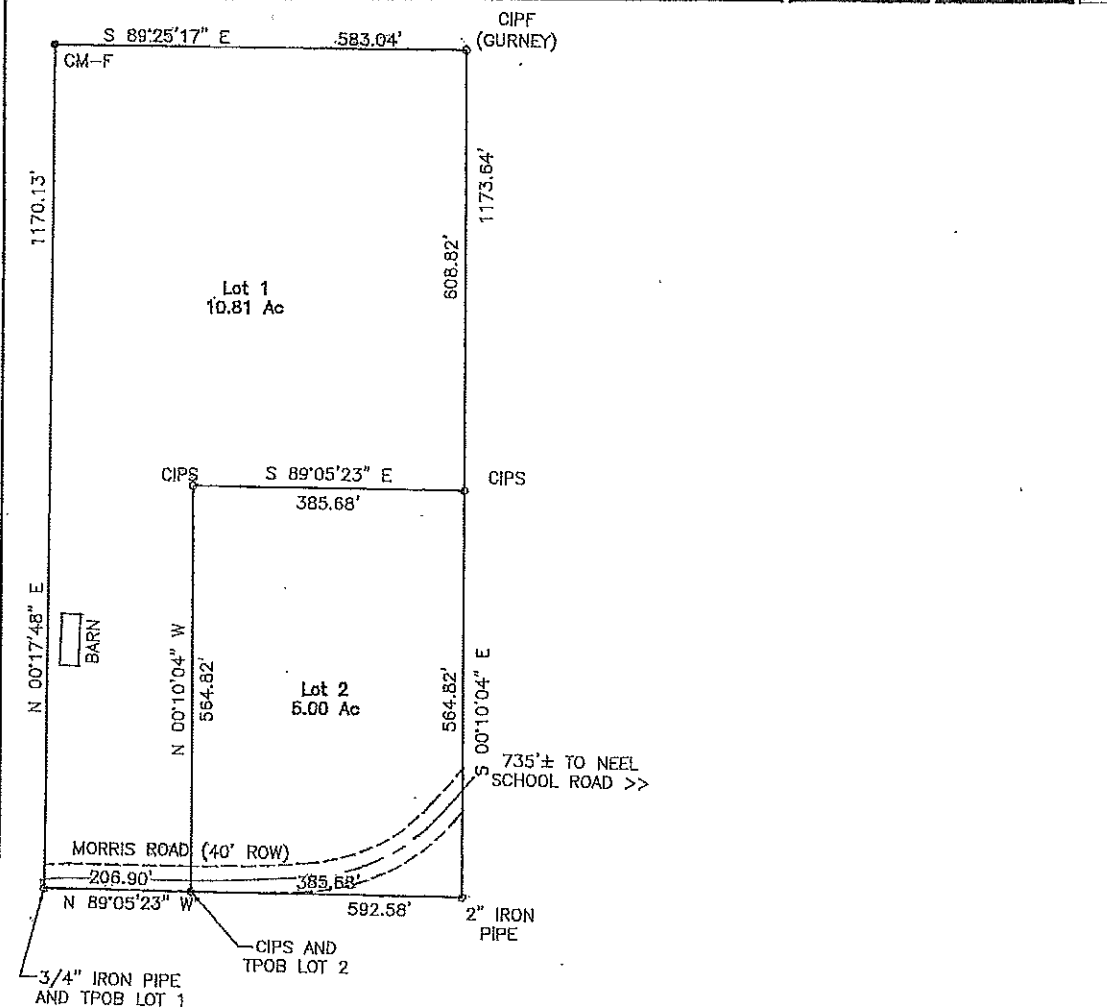 CIPF
S 89°25'17" E 583.04' (GURNEY)
CM-F
1170.13'
1173.64'
608.82'
Lot 1
10.81 Ac
CIPS S 89°05'23" E CIPS
385.68'
N 00°17'48" E
BARN
N 00°10'04" W
564.82'
Lot 2
5.00 Ac
564.82'
S 00°10'04" E
735'± TO NEEL
SCHOOL ROAD >>
MORRIS ROAD (40' ROW)
206.90' 385.68'
N 89°05'23" W 592.58'
2" IRON
PIPE
CIPS AND
TPOB LOT 2
3/4" IRON PIPE
AND TPOB LOT 1